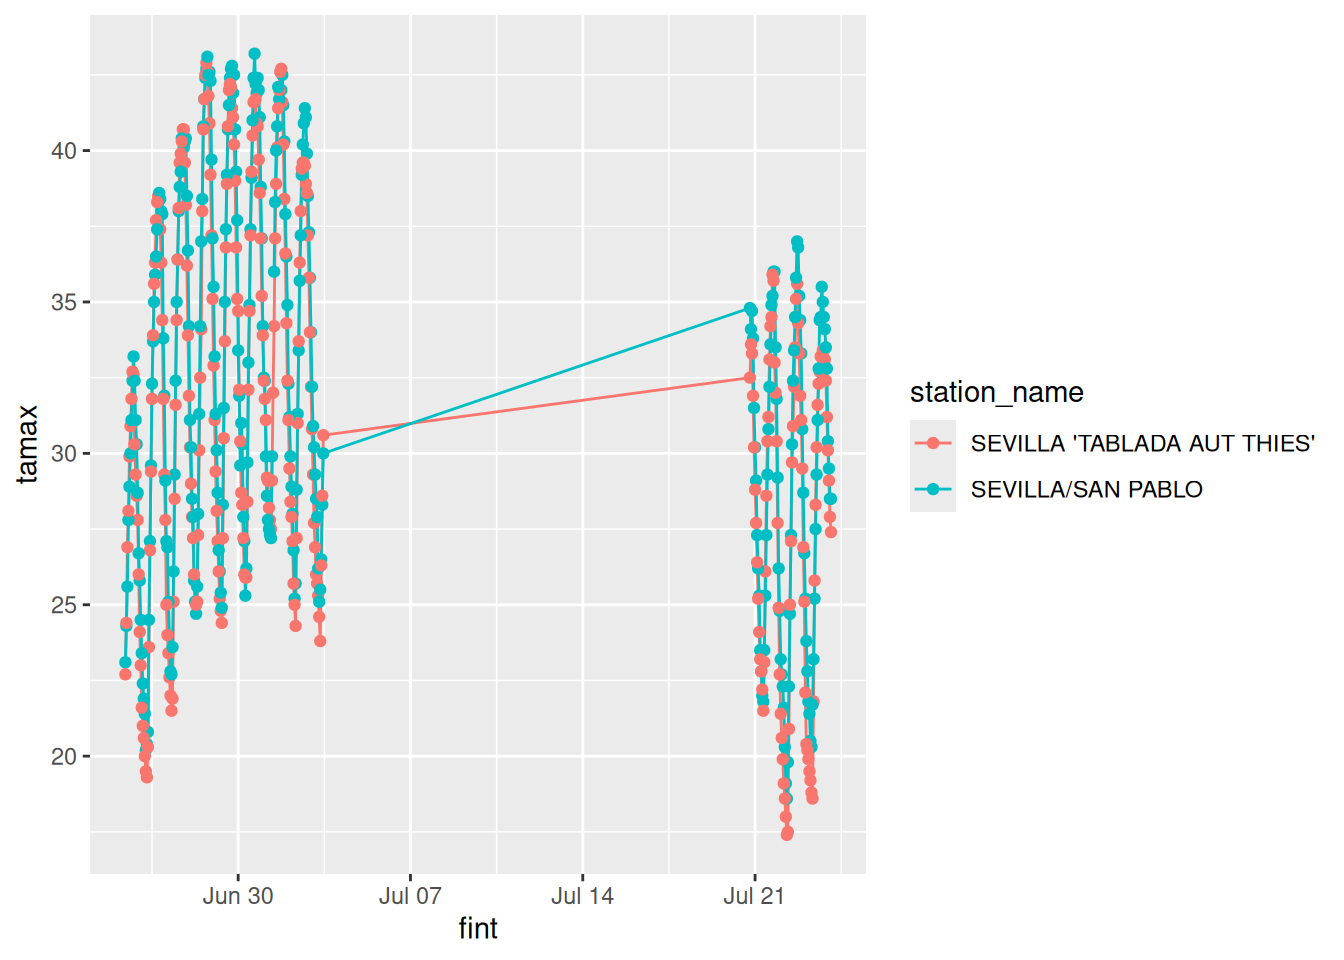 40
35
30
25
20
tamax
Jun 30
Jul 07
Jul 14
Jul 21
fint
station_name
SEVILLA 'TABLADA AUT THIES'
SEVILLA/SAN PABLO